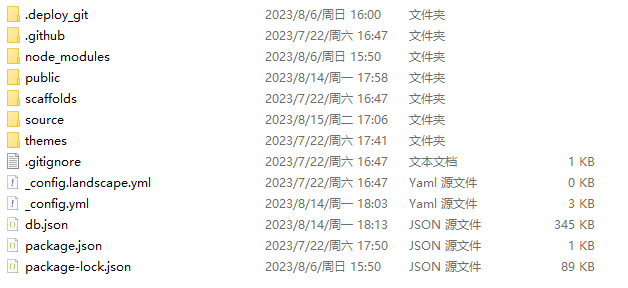 .deploy_git 2023/8/6/周日 16:00 文件夹
.github 2023/7/22/周六 16:47 文件夹
node_modules 2023/8/6/周日 15:50 文件夹
public 2023/8/14/周一 17:58 文件夹
scaffolds 2023/7/22/周六 16:47 文件夹
source 2023/8/15/周二 17:06 文件夹
themes 2023/7/22/周六 17:41 文件夹
.gitignore 2023/7/22/周六 16:47 文本文档 1 KB
_config.landscape.yml 2023/7/22/周六 16:47 Yaml 源文件 0 KB
_config.yml 2023/8/14/周一 18:03 Yaml 源文件 3 KB
db.json 2023/8/14/周一 18:13 JSON 源文件 345 KB
package.json 2023/7/22/周六 17:50 JSON 源文件 1 KB
package-lock.json 2023/8/6/周日 15:50 JSON 源文件 89 KB